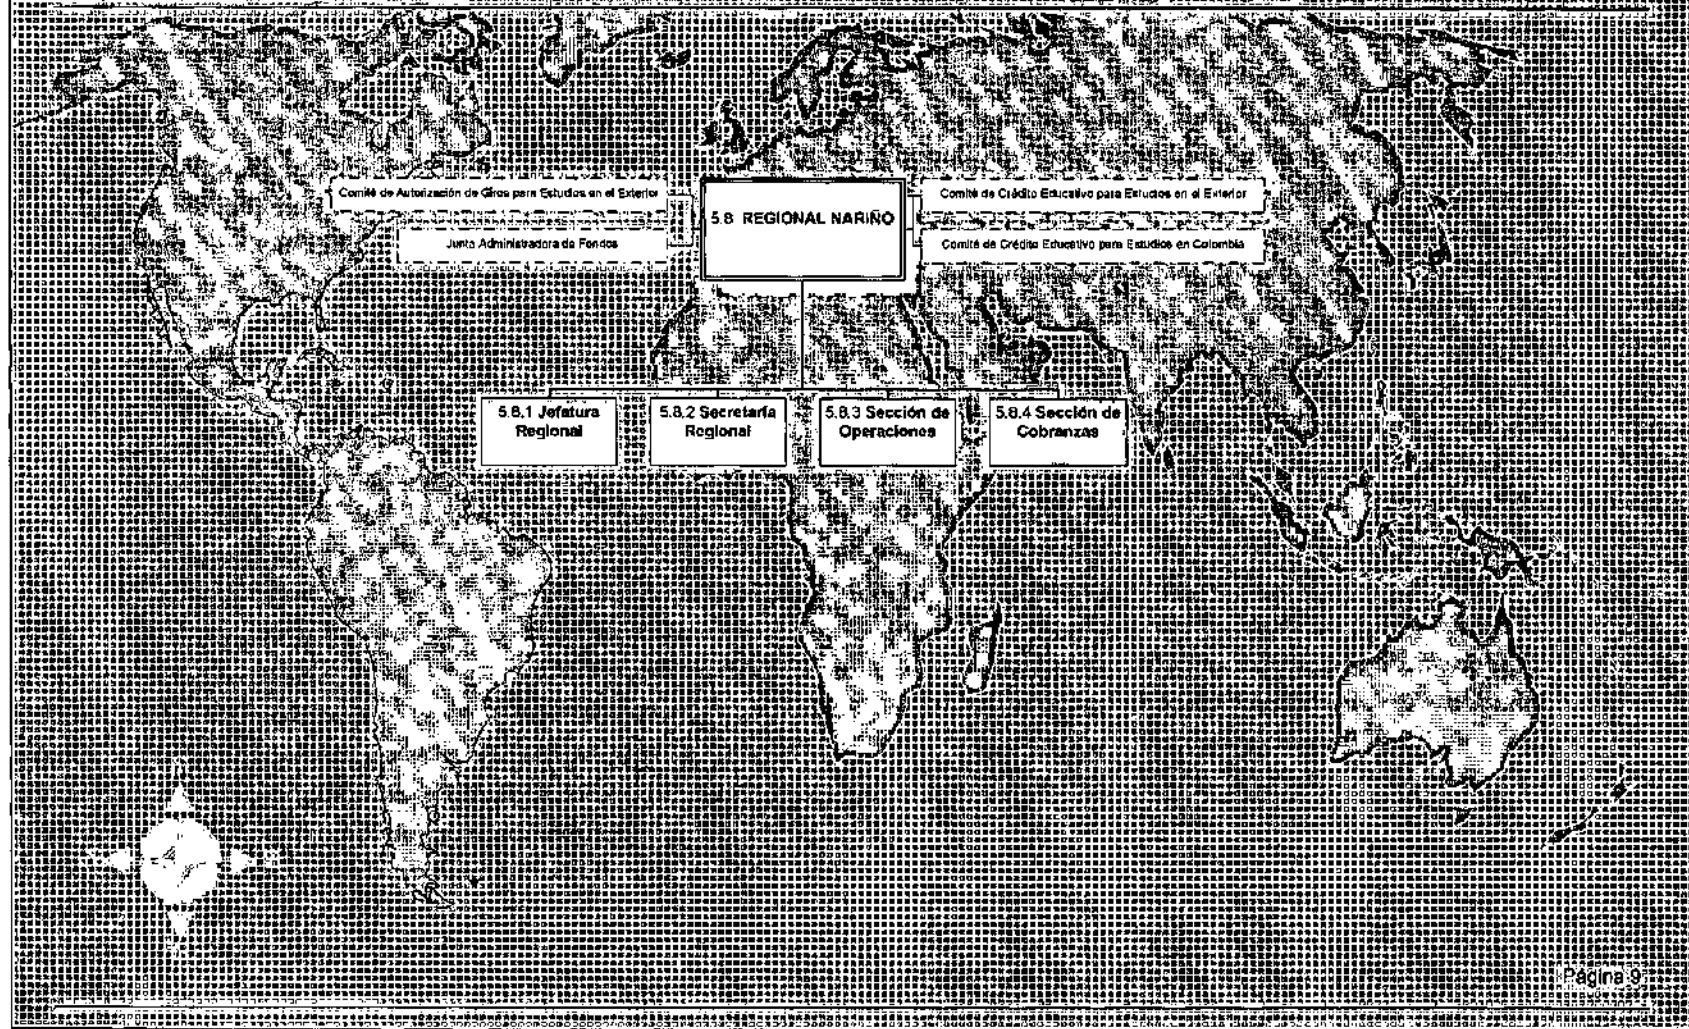 Comité de Autorización de Giros para Estudios en el Exterior
Comité de Crédito Educativo para Estudios en el Exterior
5.8 REGIONAL NARIÑO
Junta Administradora de Fondos
Comité de Crédito Educativo para Estudios en Colombia
5.8.1 Jefatura
Regional
5.8.2 Secretaría
Regional
5.8.3 Sección de
Operaciones
5.8.4 Sección de
Cobranzas
Página 9